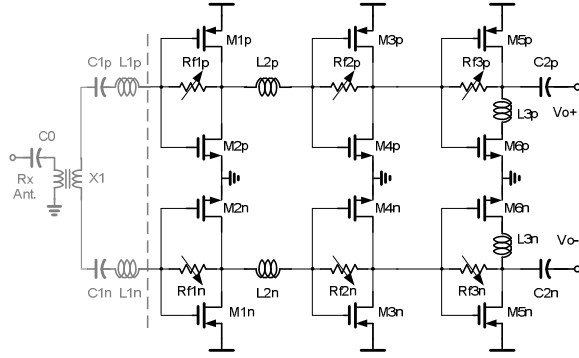 M1p M3p M5p
C1p L1p Rf1p L2p Rf2p Rf3p C2p
L3p Vo+
C0 M2p M4p M6p
Rx Ant. X1
M2n M4n M6n
L3n Vo-
C1n L1n Rf1n L2n Rf2n Rf3n C2n
M1n M3n M5n